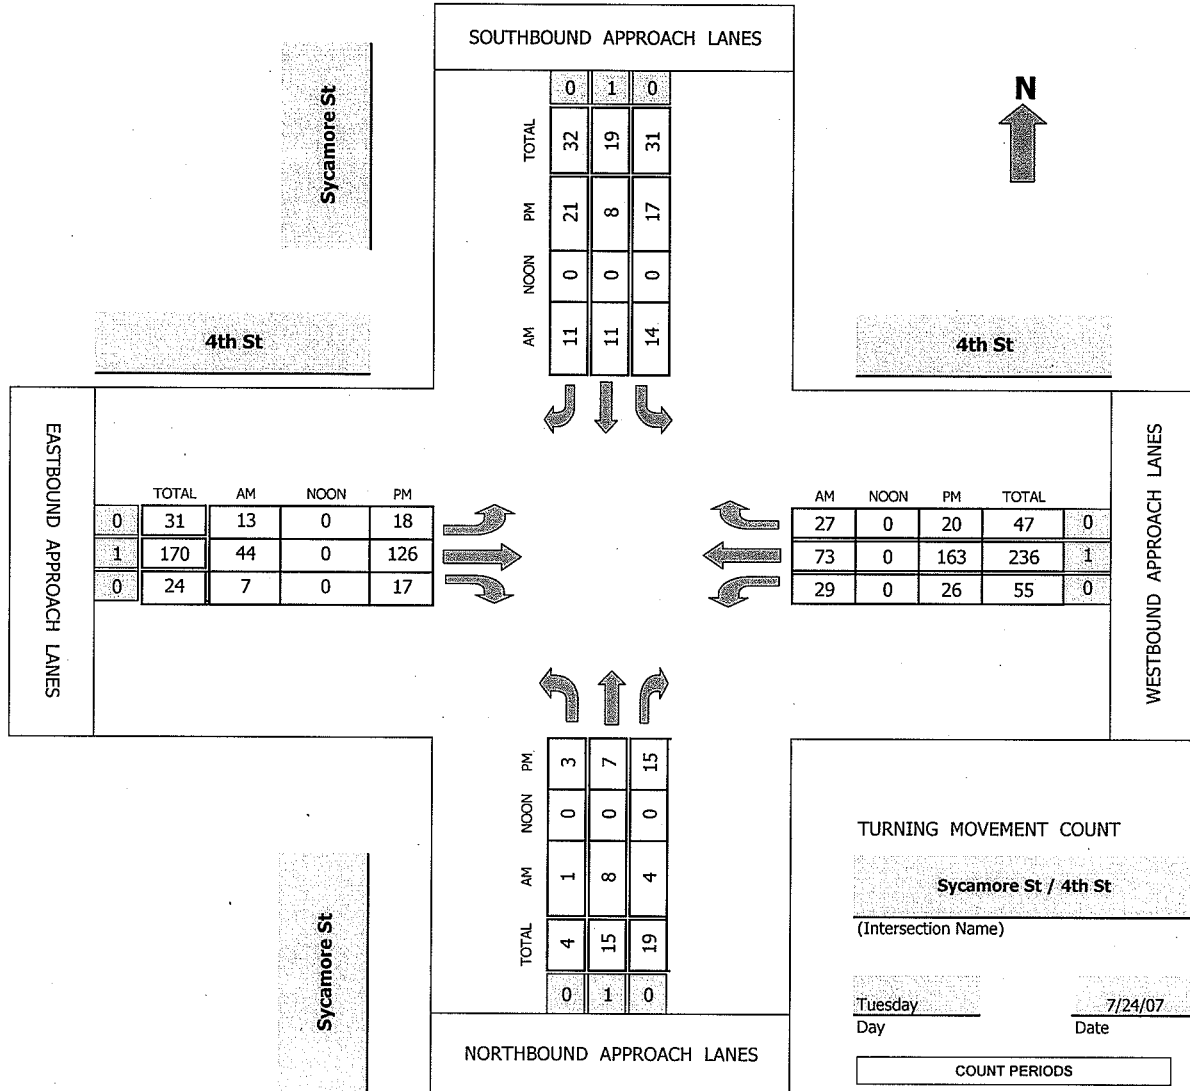 SOUTHBOUND APPROACH LANES
0 1 0
TOTAL 32 19 31
PM 21 8 17
NOON 0 0 0
AM 11 11 14
Sycamore St
N
4th St
4th St
EASTBOUND APPROACH LANES
TOTAL AM NOON PM
0 31 13 0 18
1 170 44 0 126
0 24 7 0 17
AM NOON PM TOTAL
27 0 20 47 0
73 0 163 236 1
29 0 26 55 0
WESTBOUND APPROACH LANES
PM 3 7 15
NOON 0 0 0
AM 1 8 4
TOTAL 4 15 19
0 1 0
NORTHBOUND APPROACH LANES
Sycamore St
TURNING MOVEMENT COUNT
Sycamore St / 4th St
(Intersection Name)
Tuesday 7/24/07
Day Date
COUNT PERIODS